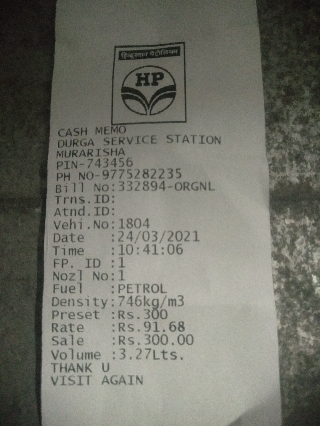 हिन्दुस्तान पेट्रोलियम
HP
CASH MEMO
DURGA SERVICE STATION
MURARISHA
PIN-743456
PH NO-9775282235
Bill No:332894-ORGNL
Trns.ID:
Atnd.ID:
Vehi.No:1804
Date :24/03/2021
Time :10:41:06
FP. ID :1
Nozl No:1
Fuel :PETROL
Density:746kg/m3
Preset :Rs.300
Rate :Rs.91.68
Sale :Rs.300.00
Volume :3.27Lts.
THANK U
VISIT AGAIN